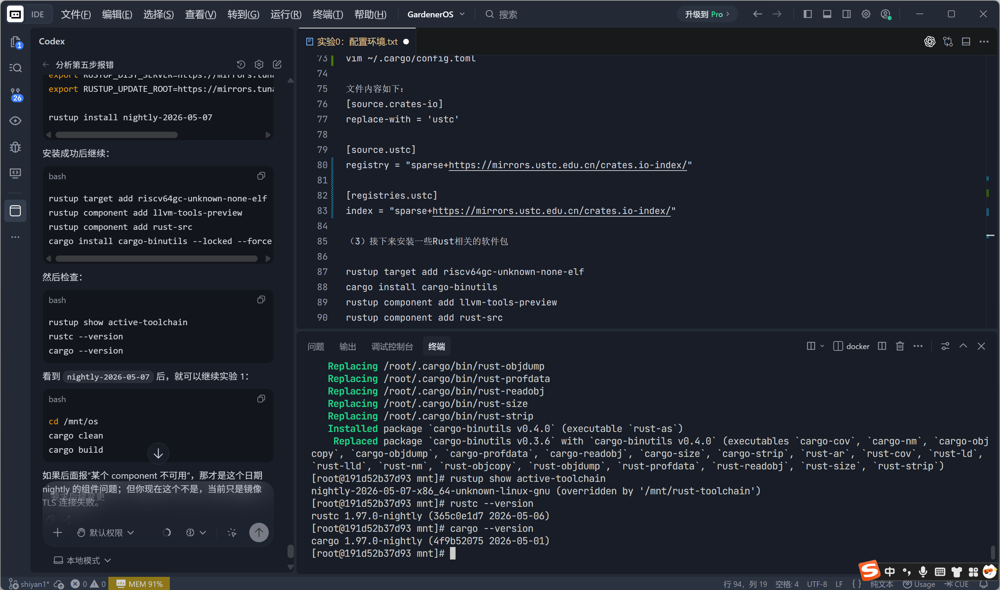 IDE 文件(F) 编辑(E) 选择(S) 查看(V) 转到(G) 运行(R) 终端(T) 帮助(H) GardenerOS 搜索 升级到 Pro
1
26
Codex
分析第五步报错
export RUSTUP_DIST_SERVER=https://mirrors.tuna
export RUSTUP_UPDATE_ROOT=https://mirrors.tuna
rustup install nightly-2026-05-07
安装成功后继续：
bash
rustup target add riscv64gc-unknown-none-elf
rustup component add llvm-tools-preview
rustup component add rust-src
cargo install cargo-binutils --locked --force
然后检查：
bash
rustup show active-toolchain
rustc --version
cargo --version
看到 nightly-2026-05-07 后，就可以继续实验 1：
bash
cd /mnt/os
cargo clean
cargo build
如果后面报“某个 component 不可用”，那才是这个日期
nightly 的组件问题；但你现在这个不是，当前只是镜像
要求后续变更
TLS 连接失败。
默认权限
本地模式
实验0：配置环境.txt
73 vim ~/.cargo/config.toml
74
75 文件内容如下：
76 [source.crates-io]
77 replace-with = 'ustc'
78
79 [source.ustc]
80 registry = "sparse+https://mirrors.ustc.edu.cn/crates.io-index/"
81
82 [registries.ustc]
83 index = "sparse+https://mirrors.ustc.edu.cn/crates.io-index/"
84
85 （3）接下来安装一些Rust相关的软件包
86
87 rustup target add riscv64gc-unknown-none-elf
88 cargo install cargo-binutils
89 rustup component add llvm-tools-preview
90 rustup component add rust-src
问题 输出 调试控制台 终端 docker
Replacing /root/.cargo/bin/rust-objdump
Replacing /root/.cargo/bin/rust-profdata
Replacing /root/.cargo/bin/rust-readobj
Replacing /root/.cargo/bin/rust-size
Replacing /root/.cargo/bin/rust-strip
Installed package `cargo-binutils v0.4.0` (executable `rust-as`)
Replaced package `cargo-binutils v0.3.6` with `cargo-binutils v0.4.0` (executables `cargo-cov`, `cargo-nm`, `cargo-obj
copy`, `cargo-objdump`, `cargo-profdata`, `cargo-readobj`, `cargo-size`, `cargo-strip`, `rust-ar`, `rust-cov`, `rust-ld`,
`rust-lld`, `rust-nm`, `rust-objcopy`, `rust-objdump`, `rust-profdata`, `rust-readobj`, `rust-size`, `rust-strip`)
[root@191d52b37d93 mnt]# rustup show active-toolchain
nightly-2026-05-07-x86_64-unknown-linux-gnu (overridden by '/mnt/rust-toolchain')
[root@191d52b37d93 mnt]# rustc --version
rustc 1.97.0-nightly (365c0e1d7 2026-05-06)
[root@191d52b37d93 mnt]# cargo --version
cargo 1.97.0-nightly (4f9b52075 2026-05-01)
[root@191d52b37d93 mnt]#
S 中
shiyan1* 0 0 MEM 91% 行 94，列 19 空格: 4 UTF-8 LF { } 纯文本 Usage CUE